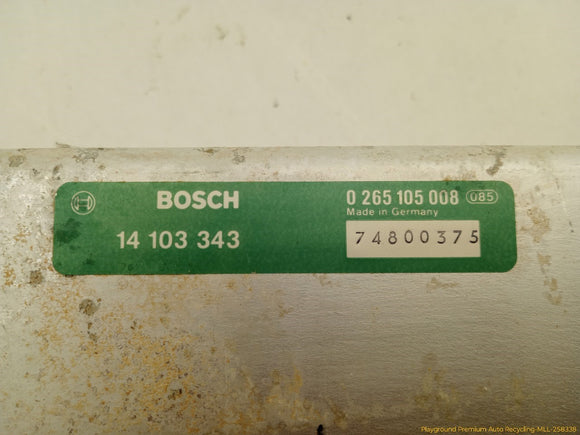 BOSCH
0 265 105 008 085
Made in Germany
14 103 343
74800375
Playground Premium Auto Recycling-MLL-258338